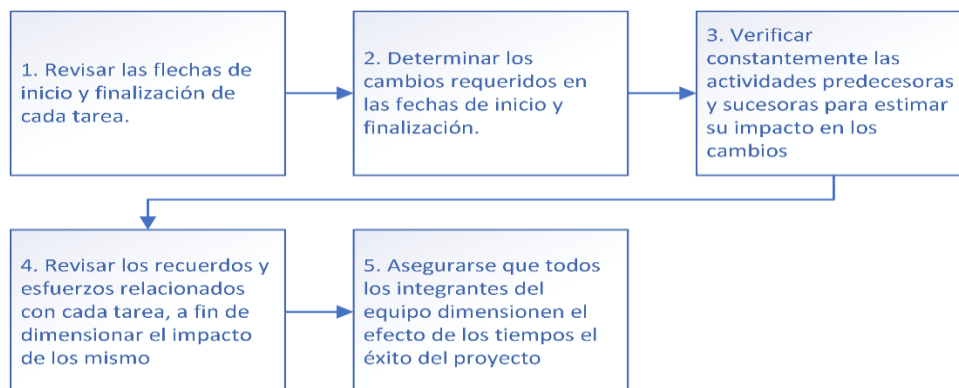 1. Revisar las flechas de
inicio y finalización de
cada tarea.
2. Determinar los
cambios requeridos en
las fechas de inicio y
finalización.
3. Verificar
constantemente las
actividades predecesoras
y sucesoras para estimar
su impacto en los
cambios
4. Revisar los recuerdos y
esfuerzos relacionados
con cada tarea, a fin de
dimensionar el impacto
de los mismo
5. Asegurarse que todos
los integrantes del
equipo dimensionen el
efecto de los tiempos el
éxito del proyecto